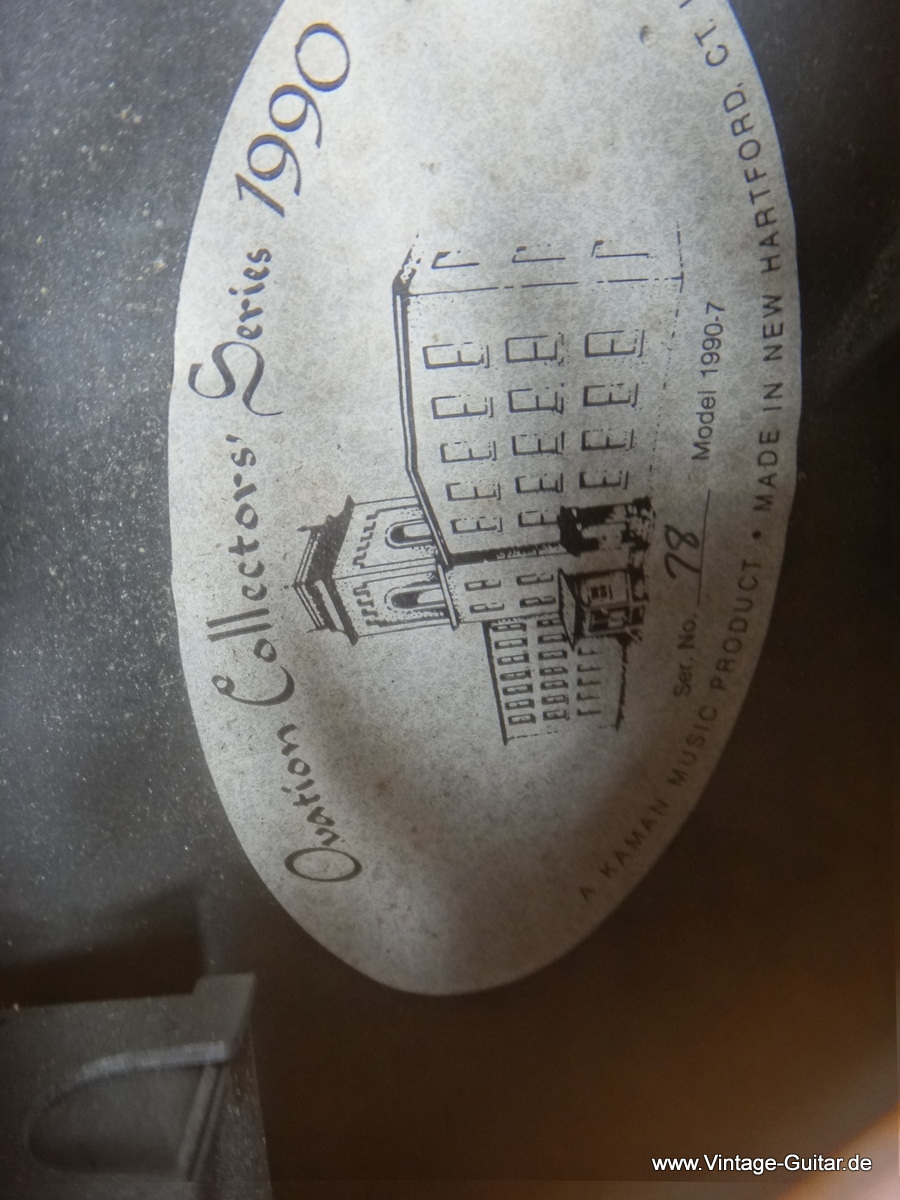 Ovation Collectors' Series 1990
Ser. No. 78 Model 1990-7
A KAMAN MUSIC PRODUCT • MADE IN NEW HARTFORD, CT.
www.Vintage-Guitar.de